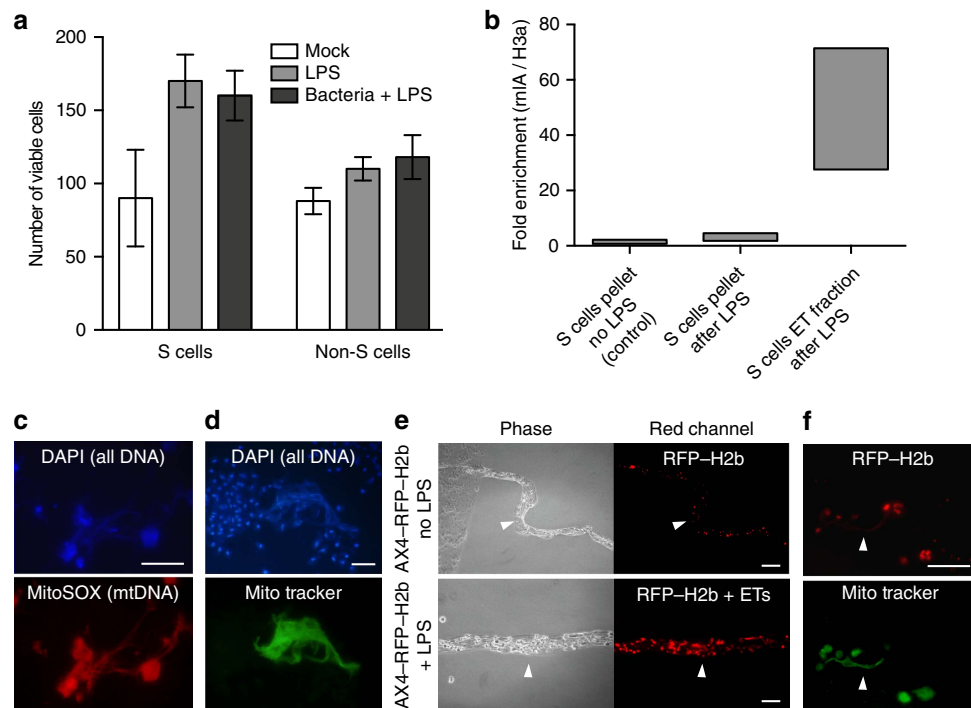 a
200
150
100
50
0
Number of viable cells
Mock
LPS
Bacteria + LPS
S cells
Non-S cells
b
80
60
40
20
0
Fold enrichment (rnlA / H3a)
S cells pellet
no LPS
(control)
S cells pellet
after LPS
S cells ET fraction
after LPS
c
DAPI (all DNA)
MitoSOX (mtDNA)
d
DAPI (all DNA)
Mito tracker
e
Phase
Red channel
AX4–RFP–H2b
no LPS
RFP–H2b
AX4–RFP–H2b
+ LPS
RFP–H2b + ETs
f
RFP–H2b
Mito tracker